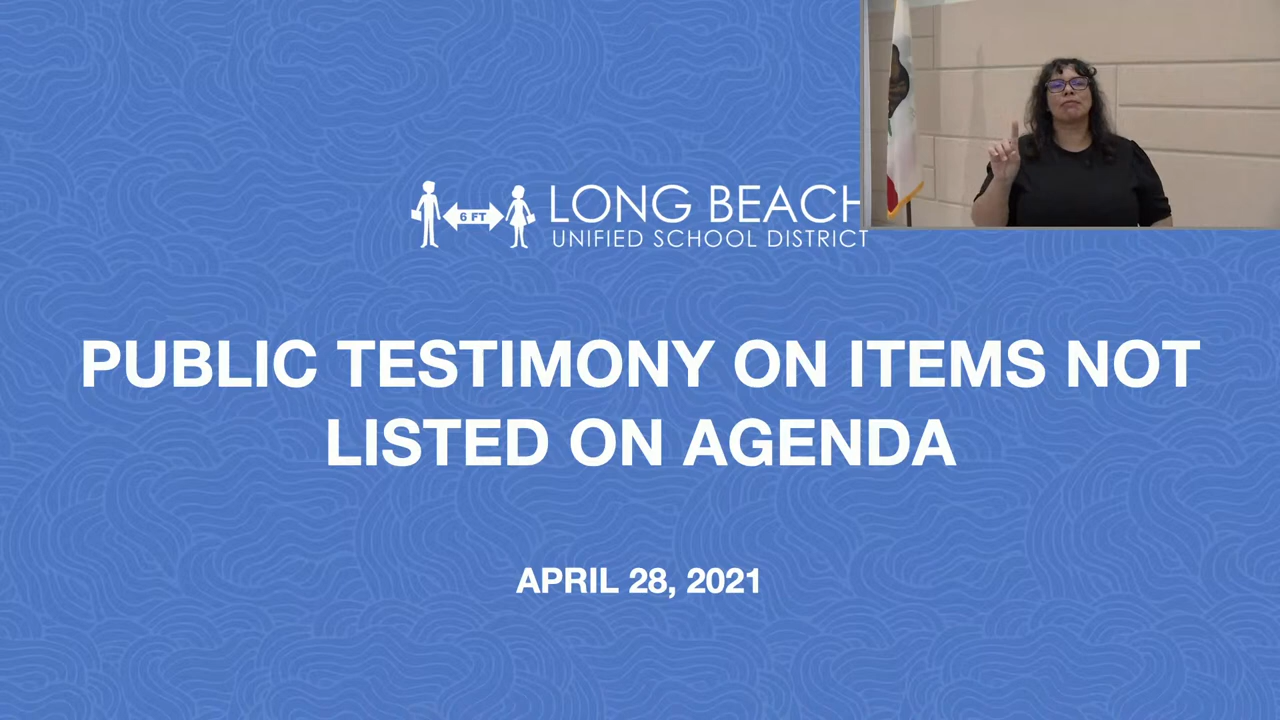 6 FT
LONG BEACH
UNIFIED SCHOOL DISTRICT
PUBLIC TESTIMONY ON ITEMS NOT
LISTED ON AGENDA
APRIL 28, 2021